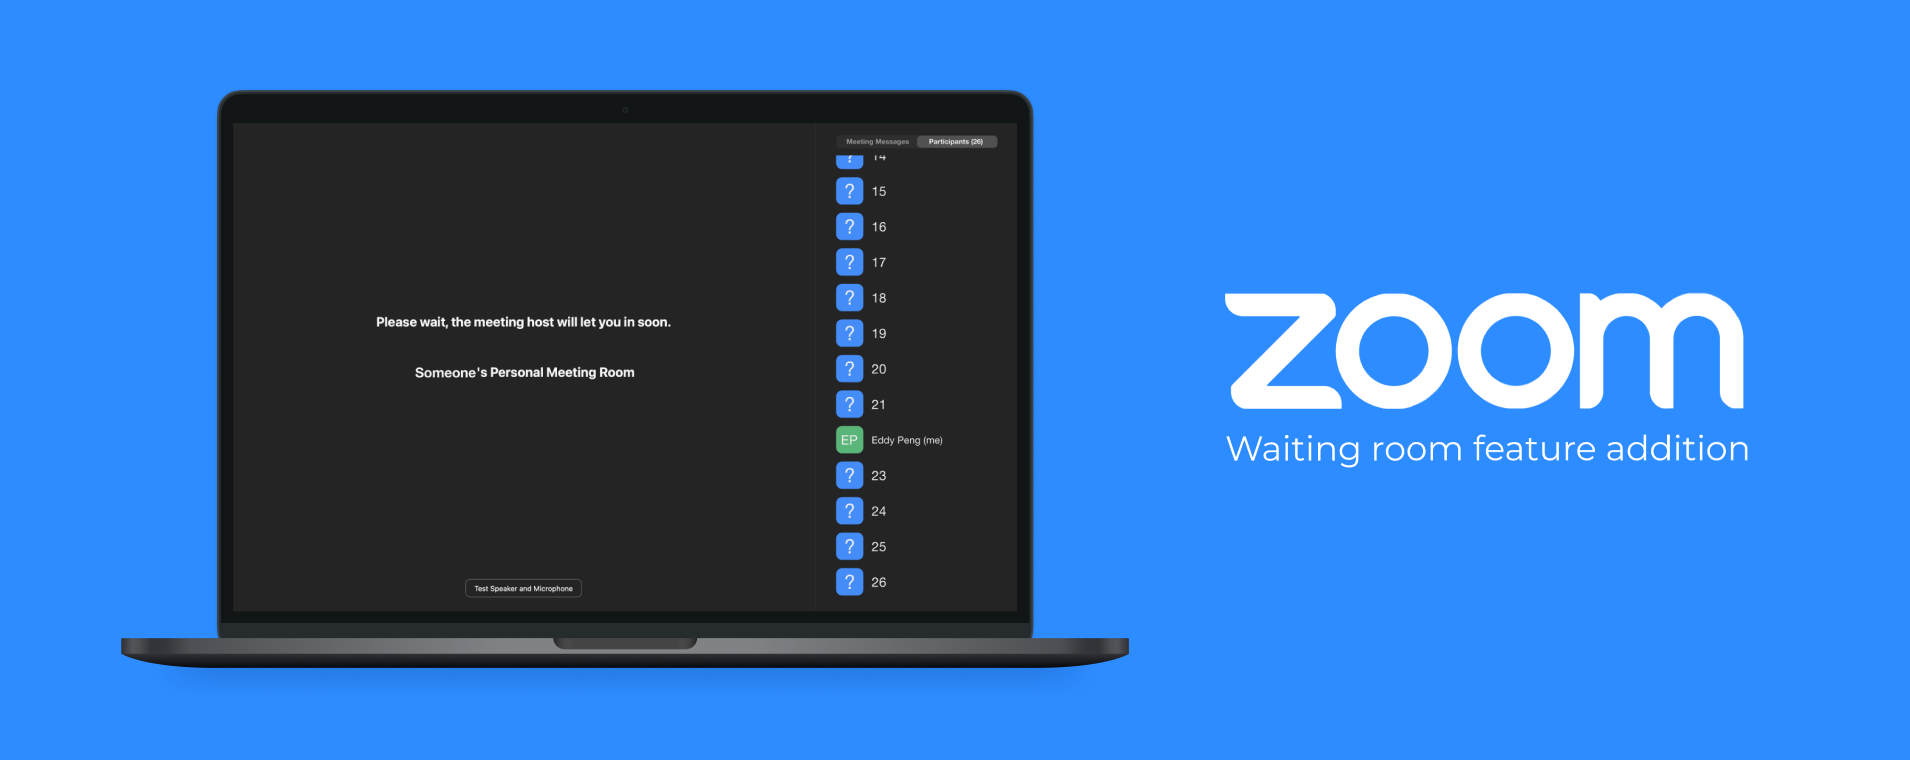 Meeting Messages Participants (26)
? 14
? 15
? 16
? 17
? 18
? 19
? 20
? 21
EP Eddy Peng (me)
? 23
? 24
? 25
? 26
Please wait, the meeting host will let you in soon.
Someone's Personal Meeting Room
Test Speaker and Microphone
zoom
Waiting room feature addition